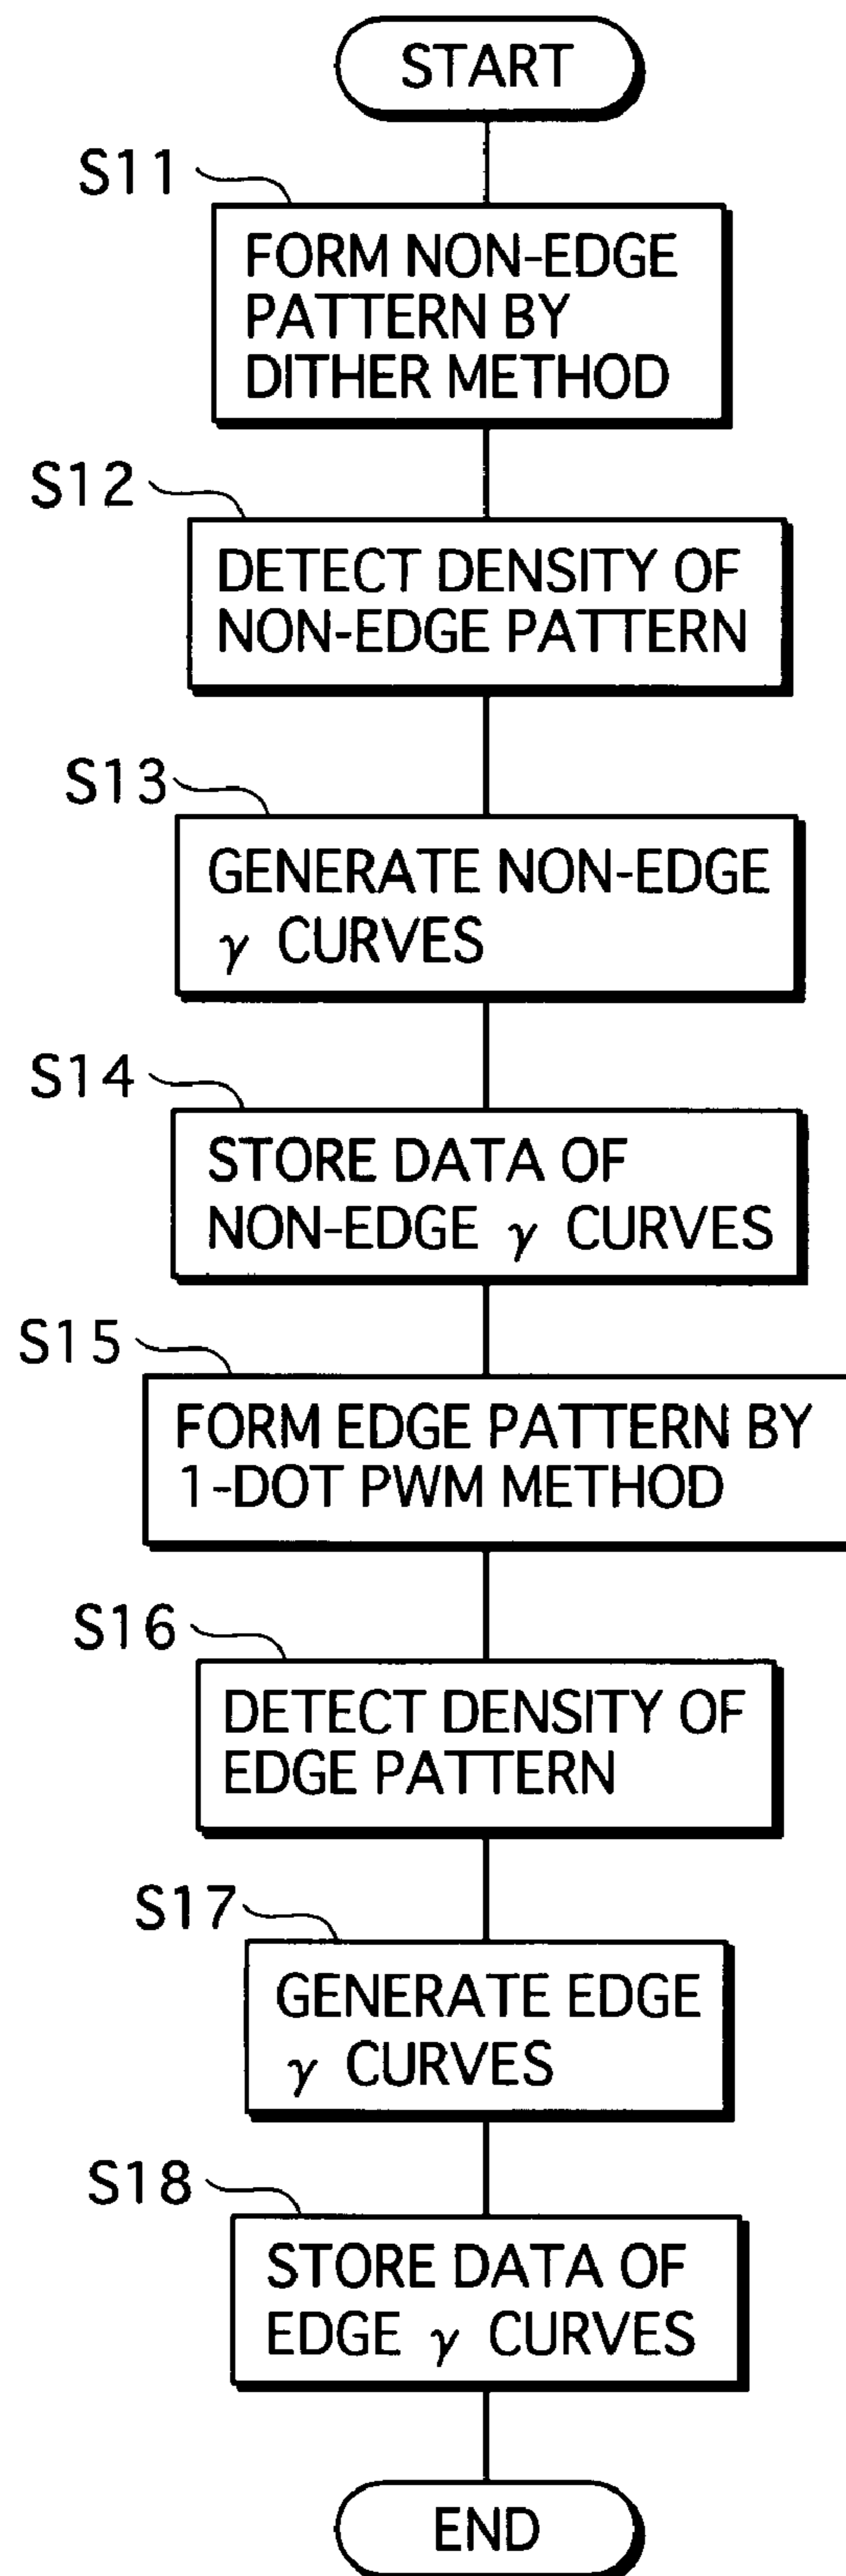 START
S11
FORM NON-EDGE
PATTERN BY
DITHER METHOD
S12
DETECT DENSITY OF
NON-EDGE PATTERN
S13
GENERATE NON-EDGE
γ CURVES
S14
STORE DATA OF
NON-EDGE γ CURVES
S15
FORM EDGE PATTERN BY
1-DOT PWM METHOD
S16
DETECT DENSITY OF
EDGE PATTERN
S17
GENERATE EDGE
γ CURVES
S18
STORE DATA OF
EDGE γ CURVES
END